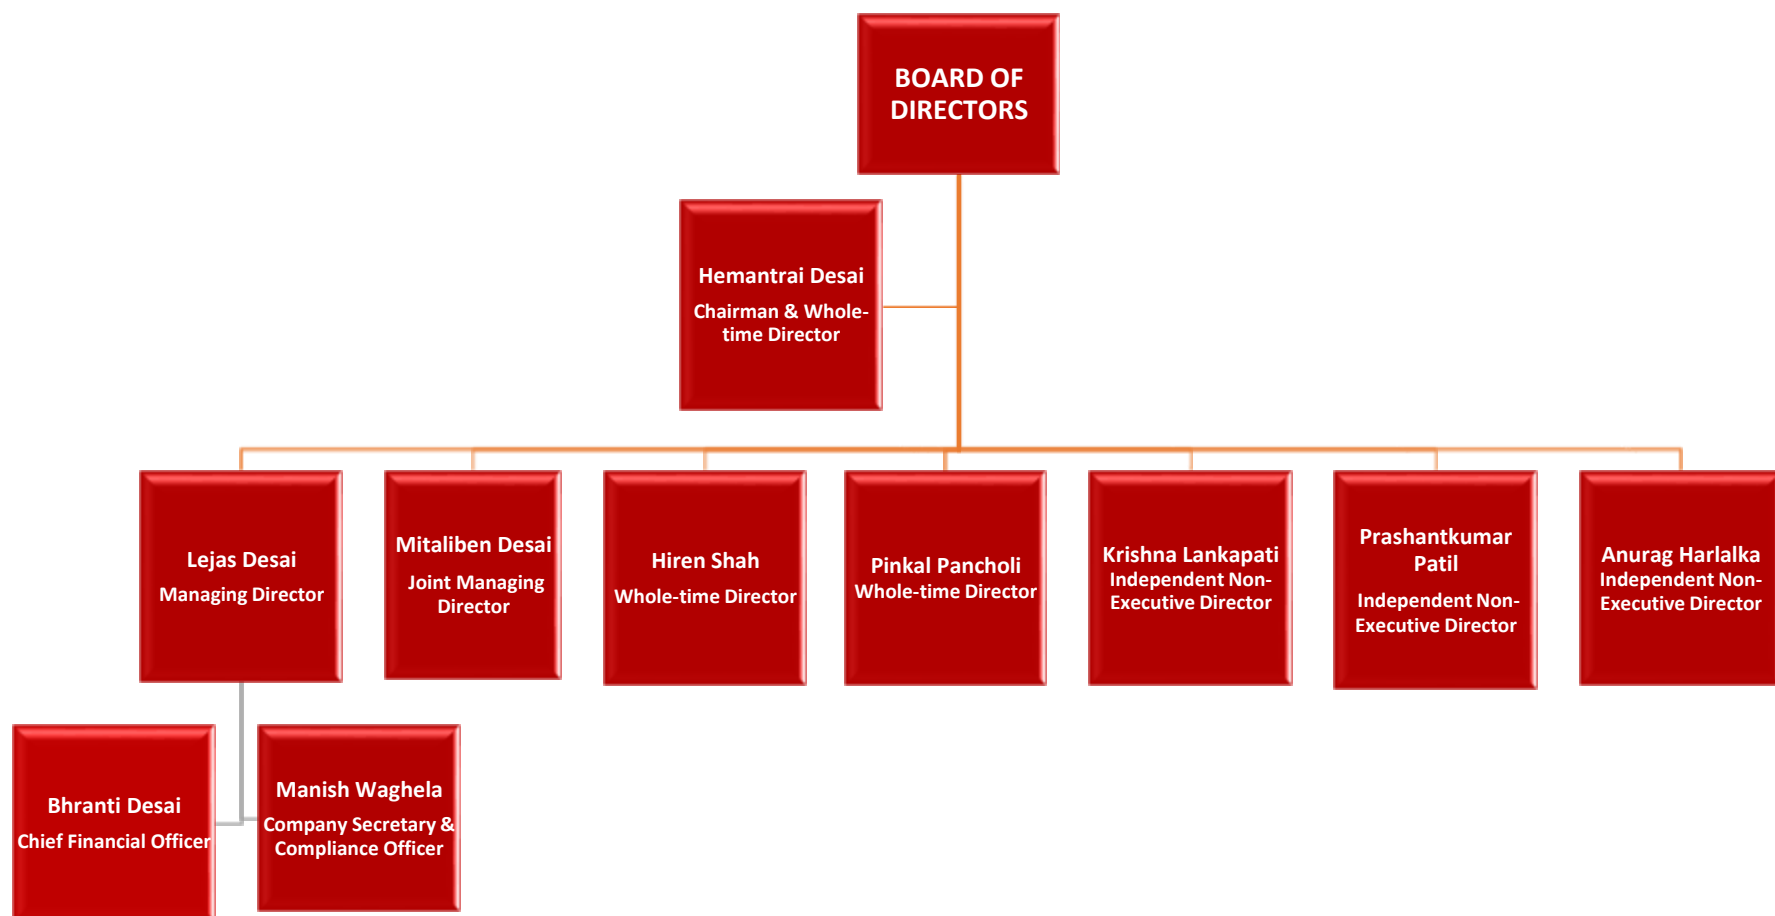 BOARD OF
DIRECTORS
Hemantrai Desai
Chairman & Whole-
time Director
Lejas Desai
Managing Director
Mitaliben Desai
Joint Managing
Director
Hiren Shah
Whole-time Director
Pinkal Pancholi
Whole-time Director
Krishna Lankapati
Independent Non-
Executive Director
Prashantkumar
Patil
Independent Non-
Executive Director
Anurag Harlalka
Independent Non-
Executive Director
Bhranti Desai
Chief Financial Officer
Manish Waghela
Company Secretary &
Compliance Officer